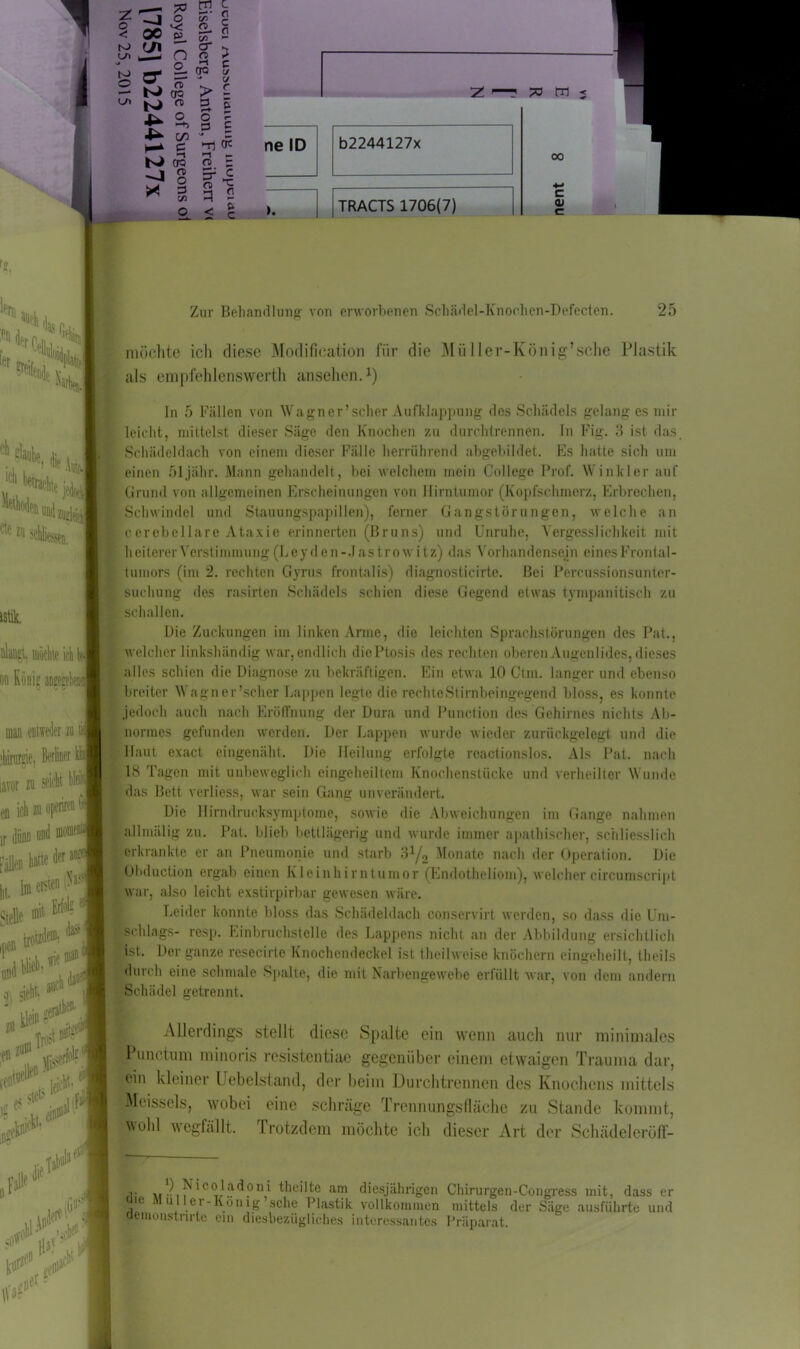 Nov 25, 2015
[785] b2244127x
Royal College of Surgeons o
Eisselsberg, Anton, Freiherr v
ne ID
b2244127x
TRACTS 1706(7)
Zur Behandlung von erworbenen Schädel-Knochen-Defecten. 25
möchte ich diese Modification für die Müller-König'sche Plastik
als empfehlenswerth ansehen.¹)
In 5 Fällen von Wagner'scher Aufklappung des Schädels gelang es mir
leicht, mittelst dieser Säge den Knochen zu durchtrennen. In Fig. 3 ist das
Schädeldach von einem dieser Fälle herrührend abgebildet. Es hatte sich um
einen 51jähr. Mann gehandelt, bei welchem mein College Prof. Winkler auf
Grund von allgemeinen Erscheinungen von Hirntumor (Kopfschmerz, Erbrechen,
Schwindel und Stauungspapillen), ferner Gangstörungen, welche an
cerebellare Ataxie erinnerten (Bruns) und Unruhe, Vergesslichkeit mit
heiterer Verstimmung (Leyden-Jastrowitz) das Vorhandensein eines Frontal-
tumors (im 2. rechten Gyrus frontalis) diagnosticirte. Bei Percussionsunter-
suchung des rasirten Schädels schien diese Gegend etwas tympanitisch zu
schallen.
Die Zuckungen im linken Arme, die leichten Sprachstörungen des Pat.,
welcher linkshändig war, endlich die Ptosis des rechten oberen Augenlides, dieses
alles schien die Diagnose zu bekräftigen. Ein etwa 10 Ctm. langer und ebenso
breiter Wagner'scher Lappen legte die rechte Stirnbeingegend bloss, es konnte
jedoch auch nach Eröffnung der Dura und Punction des Gehirnes nichts Ab-
normes gefunden werden. Der Lappen wurde wieder zurückgelegt und die
Haut exact eingenäht. Die Heilung erfolgte reactionslos. Als Pat. nach
18 Tagen mit unbeweglich eingeheiltem Knochenstücke und verheilter Wunde
das Bett verliess, war sein Gang unverändert.
Die Hirndrucksymptome, sowie die Abweichungen im Gange nahmen
allmälig zu. Pat. blieb bettlägerig und wurde immer apathischer, schliesslich
erkrankte er an Pneumonie und starb 3½ Monate nach der Operation. Die
Obduction ergab einen Kleinhirntumor (Endotheliom), welcher circumscript
war, also leicht exstirpirbar gewesen wäre.
Leider konnte bloss das Schädeldach conservirt werden, so dass die Um-
schlags- resp. Einbruchstelle des Lappens nicht an der Abbildung ersichtlich
ist. Der ganze resecirte Knochendeckel ist theilweise knöchern eingeheilt, theils
durch eine schmale Spalte, die mit Narbengewebe erfüllt war, von dem andern
Schädel getrennt.
Allerdings stellt diese Spalte ein wenn auch nur minimales
Punctum minoris resistentiae gegenüber einem etwaigen Trauma dar,
ein kleiner Uebelstand, der beim Durchtrennen des Knochens mittels
Meissels, wobei eine schräge Trennungsfläche zu Stande kommt,
wohl wegfällt. Trotzdem möchte ich dieser Art der Schädeleröff-
¹) Nicoladoni theilte am diesjährigen Chirurgen-Congress mit, dass er
die Müller-König'sche Plastik vollkommen mittels der Säge ausführte und
demonstrirte ein diesbezügliches interessantes Präparat.